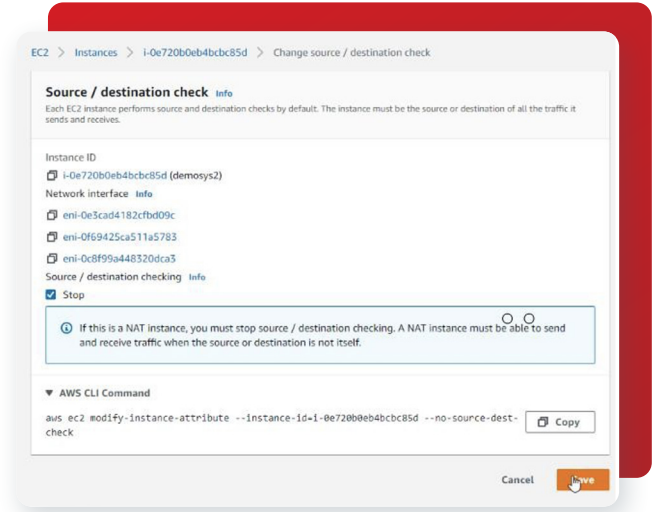 EC2 > Instances > i-0e720b0eb4bcbc85d > Change source / destination check
Source / destination check Info
Each EC2 instance performs source and destination checks by default. The instance must be the source or destination of all the traffic it
sends and receives.
Instance ID
i-0e720b0eb4bcbc85d (demosys2)
Network interface Info
eni-0e3cad4182cfbd09c
eni-0f69425ca511a5783
eni-0c8f99a448320dca3
Source / destination checking Info
Stop
If this is a NAT instance, you must stop source / destination checking. A NAT instance must be able to send
and receive traffic when the source or destination is not itself.
▼ AWS CLI Command
aws ec2 modify-instance-attribute --instance-id=i-0e720b0eb4bcbc85d --no-source-dest-
check
Copy
Cancel